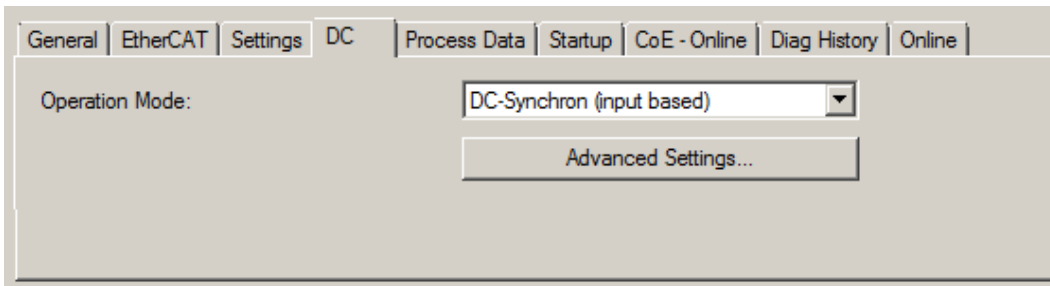 General EtherCAT Settings DC Process Data Startup CoE - Online Diag History Online
Operation Mode: DC-Synchron (input based)
Advanced Settings...